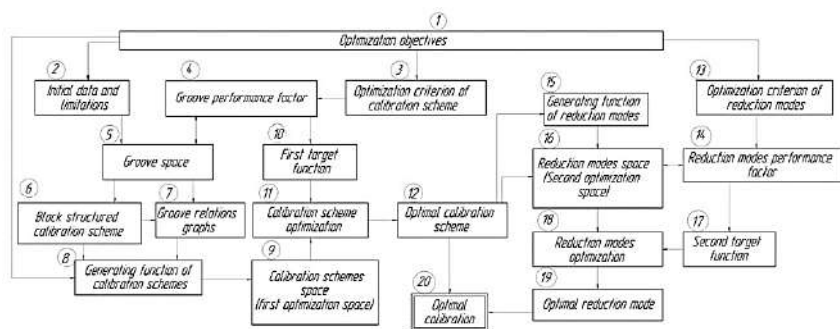 1
Optimization objectives
2
Initial data and
limitations
4
Groove performance factor
3
Optimization criterion of
calibration scheme
15
Generating function
of reduction modes
13
Optimization criterion of
reduction modes
5
Groove space
10
First target
function
16
Reduction modes space
(Second optimization
space)
14
Reduction modes performance
factor
6
Block structured
calibration scheme
7
Groove relations
graphs
11
Calibration scheme
optimization
12
Optimal calibration
scheme
18
Reduction modes
optimization
17
Second target
function
8
Generating function of
calibration schemes
9
Calibration schemes
space
(first optimization space)
20
Optimal
calibration
19
Optimal reduction mode